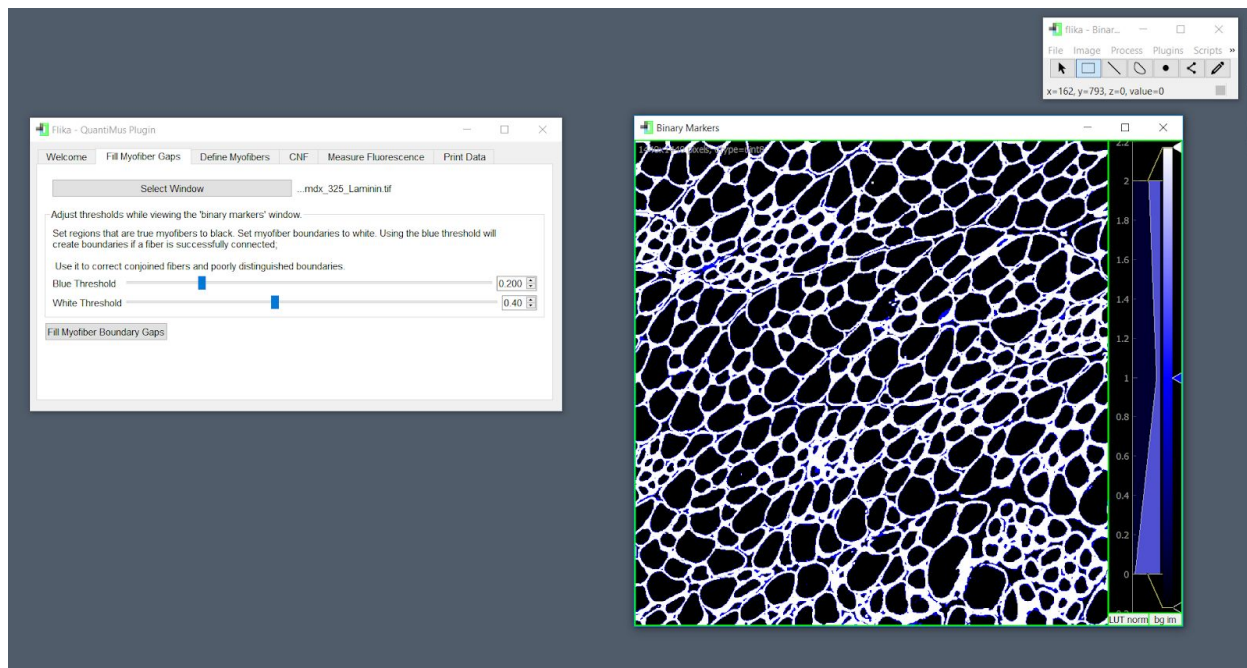 flika - Binar...
File Image Process Plugins Scripts »
x=162, y=793, z=0, value=0
Flika - QuantiMus Plugin
Welcome Fill Myofiber Gaps Define Myofibers CNF Measure Fluorescence Print Data
Select Window ...mdx_325_Laminin.tif
Adjust thresholds while viewing the 'binary markers' window.
Set regions that are true myofibers to black. Set myofiber boundaries to white. Using the blue threshold will
create boundaries if a fiber is successfully connected;
Use it to correct conjoined fibers and poorly distinguished boundaries.
Blue Threshold 0.200
White Threshold 0.40
Fill Myofiber Boundary Gaps
Binary Markers
2.2
2
1.8
1.6
1.4
1.2
1
0.8
0.6
0.4
0.2
0
LUT norm bg im